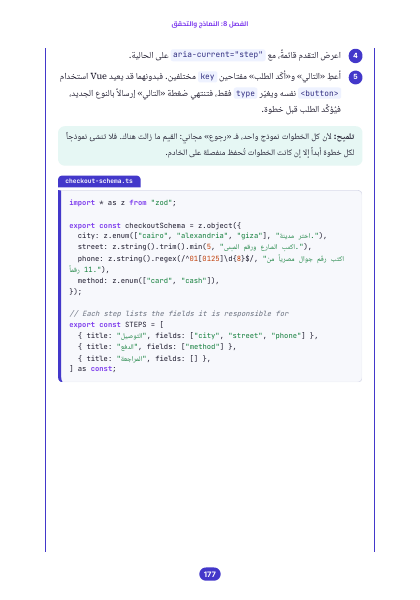 الفصل 8: النماذج والتحقق
4 اعرض التقدم قائمةً، مع aria-current="step" على الحالية.
5 أعطِ «التالي» و«أكّد الطلب» مفتاحين key مختلفين. فبدونهما قد يعيد Vue استخدام
<button> نفسه ويغيّر type فقط، فتنتهي ضغطة «التالي» إرسالاً بالنوع الجديد،
فيُؤكَّد الطلب قبل خطوة.
تلميح: لأن كل الخطوات نموذج واحد، فـ «رجوع» مجاني: القيم ما زالت هناك. فلا تنشئ نموذجاً
لكل خطوة أبداً إلا إن كانت الخطوات تُحفظ منفصلة على الخادم.
checkout-schema.ts
import * as z from "zod";
export const checkoutSchema = z.object({
city: z.enum(["cairo", "alexandria", "giza"], "اختر مدينتنا."),
street: z.string().trim().min(5, "اكتب الشارع ورقم المبنى."),
phone: z.string().regex(/^01[0125]\d{8}$/, "اكتب رقم جوال مصرياً من
11 رقماً."),
method: z.enum(["card", "cash"]),
});
// Each step lists the fields it is responsible for
export const STEPS = [
{ title: "التوصيل", fields: ["city", "street", "phone"] },
{ title: "الدفع", fields: ["method"] },
{ title: "المراجعة", fields: [] },
] as const;
177